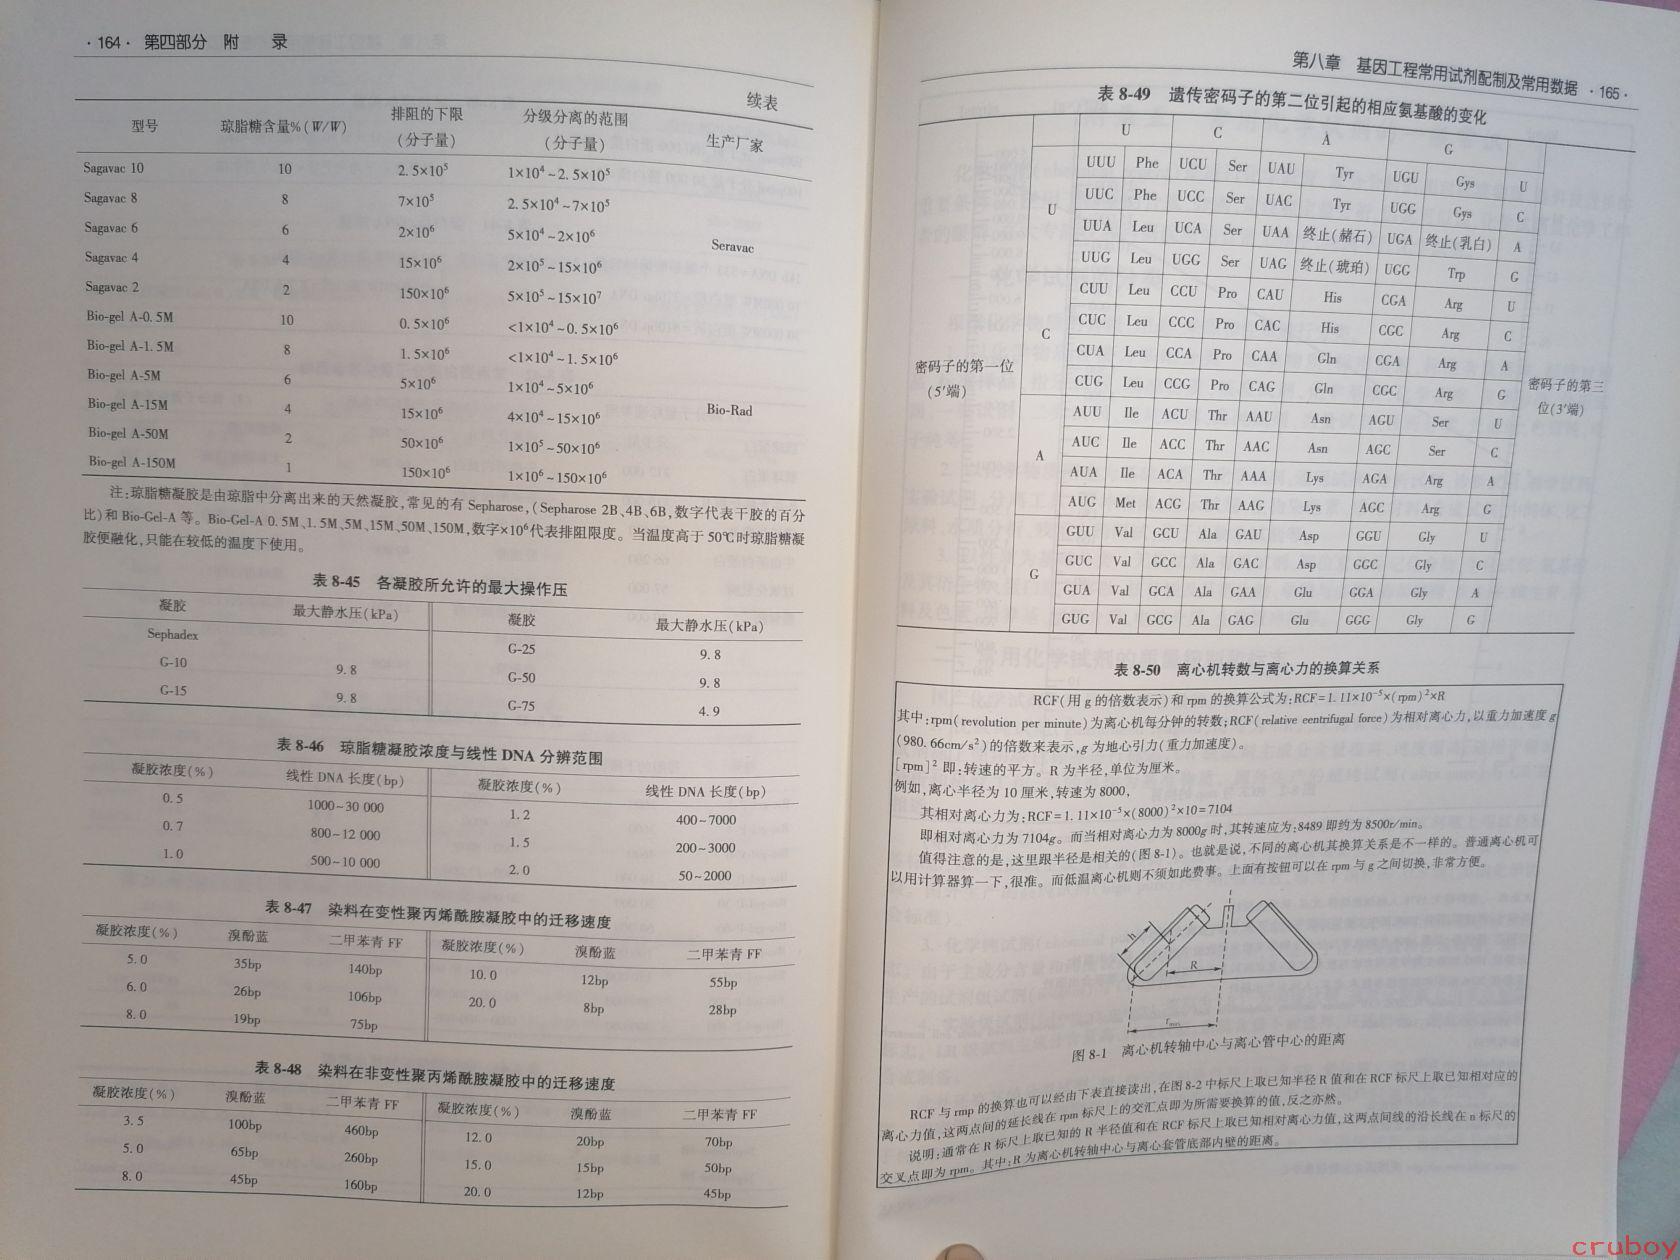 ·164· 第四部分 附 录
续表
型号 琼脂糖含量%(W/W) 排阻的下限(分子量) 分级分离的范围(分子量) 生产厂家
Sagavac 10 10 2.5×10⁵ 1×10⁴~2.5×10⁵
Sagavac 8 8 7×10⁵ 2.5×10⁴~7×10⁵
Sagavac 6 6 2×10⁶ 5×10⁴~2×10⁶ Seravac
Sagavac 4 4 15×10⁶ 2×10⁵~15×10⁶
Sagavac 2 2 150×10⁶ 5×10⁵~15×10⁷
Bio-gel A-0.5M 10 0.5×10⁶ <1×10⁴~0.5×10⁶
Bio-gel A-1.5M 8 1.5×10⁶ <1×10⁴~1.5×10⁶
Bio-gel A-5M 6 5×10⁶ 1×10⁴~5×10⁶
Bio-gel A-15M 4 15×10⁶ 4×10⁴~15×10⁶ Bio-Rad
Bio-gel A-50M 2 50×10⁶ 1×10⁵~50×10⁶
Bio-gel A-150M 1 150×10⁶ 1×10⁶~150×10⁶
注:琼脂糖凝胶是由琼脂中分离出来的天然凝胶,常见的有 Sepharose,(Sepharose 2B、4B、6B,数字代表干胶的百分
比)和 Bio-Gel-A 等。Bio-Gel-A 0.5M、1.5M、5M、15M、50M、150M,数字×10⁶代表排阻限度。当温度高于 50℃时琼脂糖凝
胶便融化,只能在较低的温度下使用。
表 8-45 各凝胶所允许的最大操作压
凝胶 最大静水压(kPa) 凝胶 最大静水压(kPa)
Sephadex G-25 9.8
G-10 9.8 G-50 9.8
G-15 9.8 G-75 4.9
表 8-46 琼脂糖凝胶浓度与线性 DNA 分辨范围
凝胶浓度(%) 线性 DNA 长度(bp) 凝胶浓度(%) 线性 DNA 长度(bp)
0.5 1000~30 000 1.2 400~7000
0.7 800~12 000 1.5 200~3000
1.0 500~10 000 2.0 50~2000
表 8-47 染料在变性聚丙烯酰胺凝胶中的迁移速度
凝胶浓度(%) 溴酚蓝 二甲苯青 FF 凝胶浓度(%) 溴酚蓝 二甲苯青 FF
5.0 35bp 140bp 10.0 12bp 55bp
6.0 26bp 106bp 20.0 8bp 28bp
8.0 19bp 75bp
表 8-48 染料在非变性聚丙烯酰胺凝胶中的迁移速度
凝胶浓度(%) 溴酚蓝 二甲苯青 FF 凝胶浓度(%) 溴酚蓝 二甲苯青 FF
3.5 100bp 460bp 12.0 20bp 70bp
5.0 65bp 260bp 15.0 15bp 50bp
8.0 45bp 160bp 20.0 12bp 45bp
第八章 基因工程常用试剂配制及常用数据 ·165·
表 8-49 遗传密码子的第二位引起的相应氨基酸的变化
U C A G
密码子的第一位
(5′端)
U UUU Phe UCU Ser UAU Tyr UGU Gys U
UUC Phe UCC Ser UAC Tyr UGG Gys C
UUA Leu UCA Ser UAA 终止(赭石) UGA 终止(乳白) A
UUG Leu UGG Ser UAG 终止(琥珀) UGG Trp G
C CUU Leu CCU Pro CAU His CGA Arg U
CUC Leu CCC Pro CAC His CGC Arg C
CUA Leu CCA Pro CAA Gln CGA Arg A
CUG Leu CCG Pro CAG Gln CGC Arg G
A AUU Ile ACU Thr AAU Asn AGU Ser U
AUC Ile ACC Thr AAC Asn AGC Ser C
AUA Ile ACA Thr AAA Lys AGA Arg A
AUG Met ACG Thr AAG Lys AGC Arg G
G GUU Val GCU Ala GAU Asp GGU Gly U
GUC Val GCC Ala GAC Asp GGC Gly C
GUA Val GCA Ala GAA Glu GGA Gly A
GUG Val GCG Ala GAG Glu GGG Gly G
密码子的第三
位(3′端)
表 8-50 离心机转数与离心力的换算关系
RCF(用 g 的倍数表示)和 rpm 的换算公式为:RCF=1.11×10⁻⁵×(rpm)²×R
其中:rpm(revolution per minute)为离心机每分钟的转数;RCF(relative eentrifugal force)为相对离心力,以重力加速度 g
(980.66cm/s²)的倍数来表示,g 为地心引力(重力加速度)。
[rpm]² 即:转速的平方。R 为半径,单位为厘米。
例如,离心半径为 10 厘米,转速为 8000,
其相对离心力为:RCF=1.11×10⁻⁵×(8000)²×10=7104
即相对离心力为 7104g。而当相对离心力为 8000g 时,其转速应为:8489 即约为 8500r/min。
值得注意的是,这里跟半径是相关的(图 8-1)。也就是说,不同的离心机其换算关系是不一样的。普通离心机可
以用计算器算一下,很准。而低温离心机则不须如此费事。上面有按钮可以在 rpm 与 g 之间切换,非常方便。
h
R
图 8-1 离心机转轴中心与离心管中心的距离
RCF 与 rmp 的换算也可以经由下表直接读出,在图 8-2 中标尺上取已知半径 R 值和在 RCF 标尺上取已知相对应的
离心力值,这两点间的延长线在 rpm 标尺上的交汇点即为所需要换算的值,反之亦然。
说明:通常在 R 标尺上取已知的 R 半径值和在 RCF 标尺上取已知相对离心力值,这两点间线的沿长线在 n 标尺的
交叉点即为 rpm。其中:R 为离心机转轴中心与离心套管底部内壁的距离。
cruboy